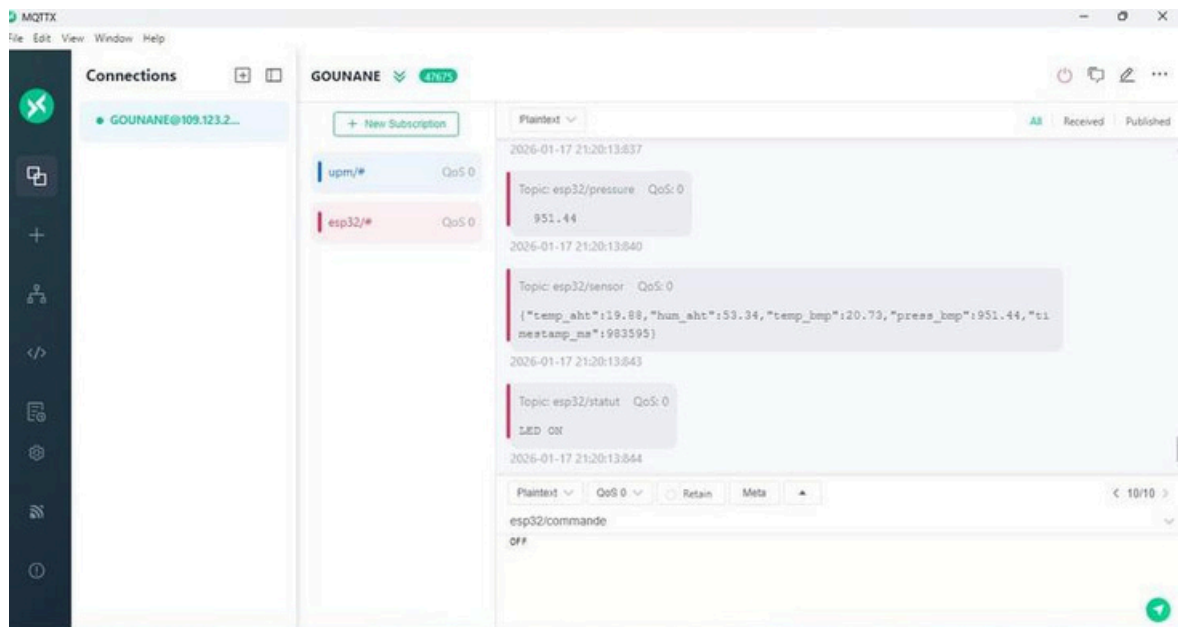 MQTTX
File Edit View Window Help
Connections
GOUNANE 47675
GOUNANE@109.123.2...
+ New Subscription
upm/# QoS 0
esp32/# QoS 0
Plaintext
All Received Published
2026-01-17 21:20:13:837
Topic: esp32/pressure QoS: 0
951.44
2026-01-17 21:20:13:840
Topic: esp32/sensor QoS: 0
{"temp_aht":19.88,"hum_aht":53.34,"temp_bmp":20.73,"press_bmp":951.44,"ti
mestamp_ms":983595}
2026-01-17 21:20:13:843
Topic: esp32/statut QoS: 0
LED ON
2026-01-17 21:20:13:844
Plaintext QoS 0 Retain Meta
10/10
esp32/commande
OFF